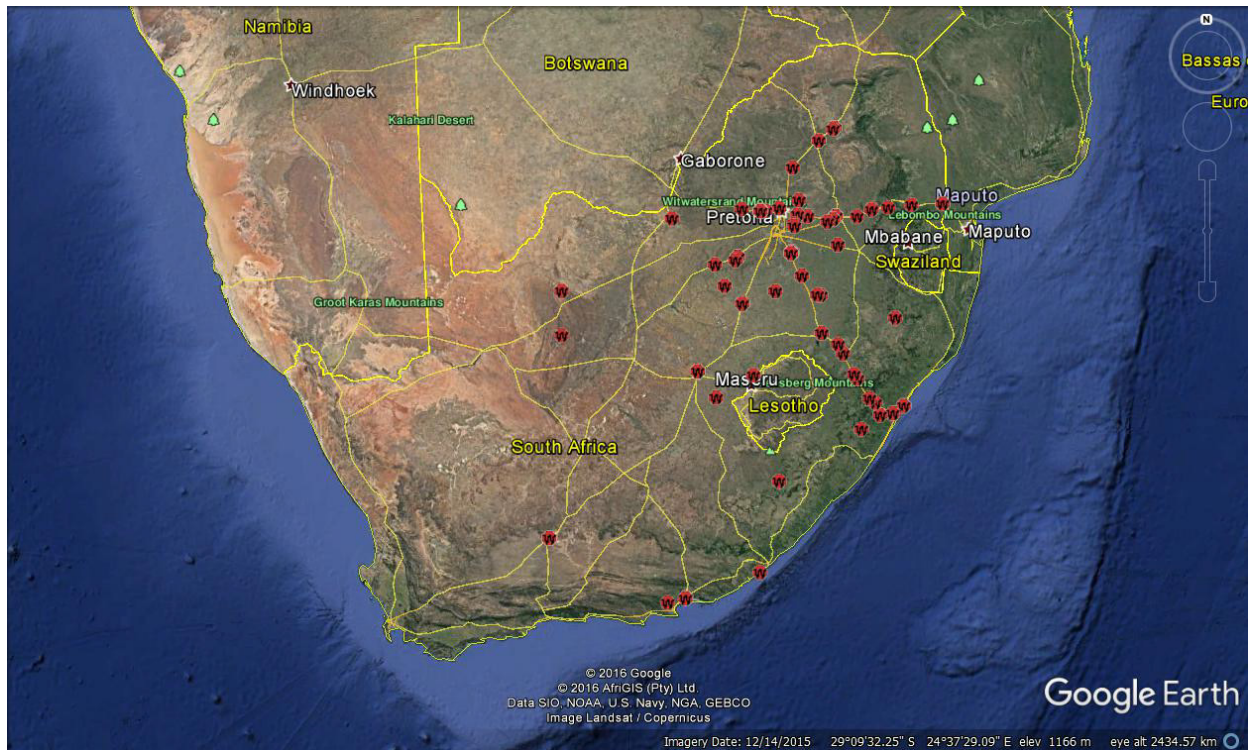 N
Namibia
Botswana
Bassas
Euro
Windhoek
Kalahari Desert
Gaborone
Witwatersrand Mountai
Pretoria
Maputo
Lebombo Mountains
Mbabane
Maputo
Swaziland
Groot Karas Mountains
Maseru
sberg Mountains
Lesotho
South Africa
W
© 2016 Google
© 2016 AfriGIS (Pty) Ltd.
Data SIO, NOAA, U.S. Navy, NGA, GEBCO
Image Landsat / Copernicus
Google Earth
Imagery Date: 12/14/2015 29°09'32.25" S 24°37'29.09" E elev 1166 m eye alt 2434.57 km